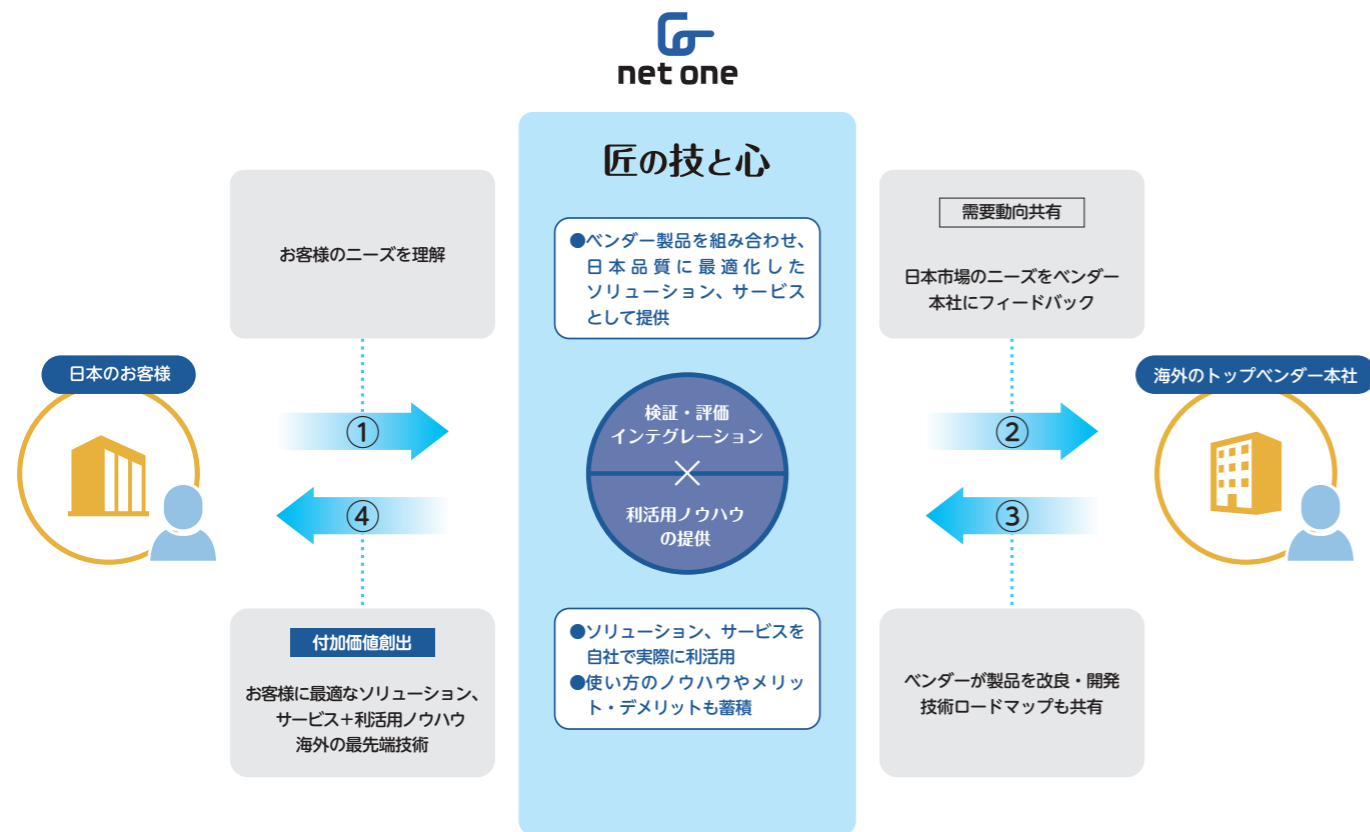 net one
匠の技と心
お客様のニーズを理解
●ベンダー製品を組み合わせ、
日本品質に最適化した
ソリューション、サービス
として提供
需要動向共有
日本市場のニーズをベンダー
本社にフィードバック
日本のお客様
海外のトップベンダー本社
①
②
検証・評価
インテグレーション
×
利活用ノウハウ
の提供
④
③
付加価値創出
お客様に最適なソリューション、
サービス+利活用ノウハウ
海外の最先端技術
●ソリューション、サービスを
自社で実際に利活用
●使い方のノウハウやメリッ
ト・デメリットも蓄積
ベンダーが製品を改良・開発
技術ロードマップも共有